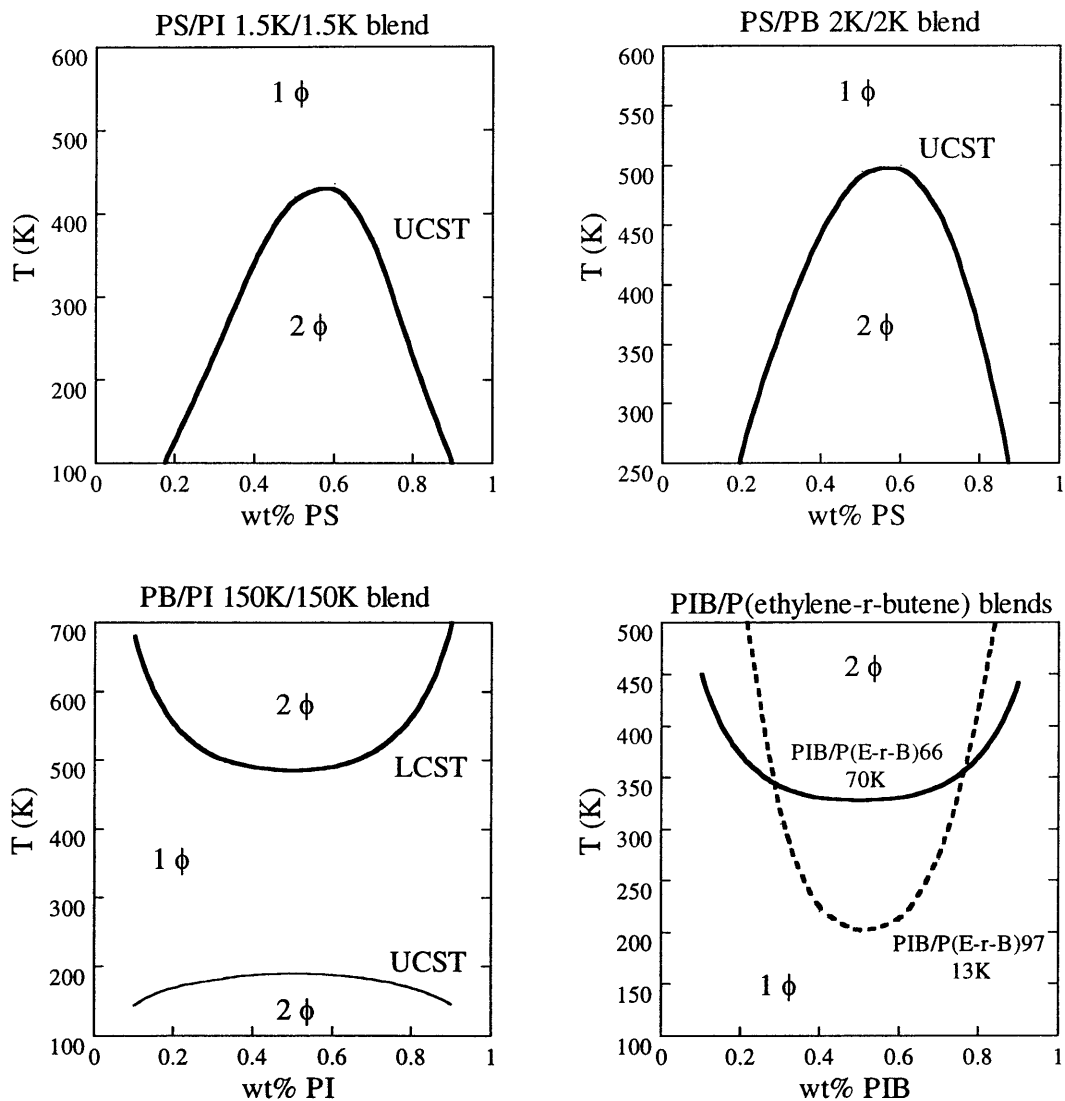 PS/PI 1.5K/1.5K blend
600
500
400
300
200
100
T (K)
1 ϕ
UCST
2 ϕ
0 0.2 0.4 0.6 0.8 1
wt% PS
PS/PB 2K/2K blend
600
550
500
450
400
350
300
250
T (K)
1 ϕ
UCST
2 ϕ
0 0.2 0.4 0.6 0.8 1
wt% PS
PB/PI 150K/150K blend
700
600
500
400
300
200
100
T (K)
2 ϕ
LCST
1 ϕ
UCST
2 ϕ
0 0.2 0.4 0.6 0.8 1
wt% PI
PIB/P(ethylene-r-butene) blends
500
450
400
350
300
250
200
150
100
T (K)
2 ϕ
PIB/P(E-r-B)66
70K
PIB/P(E-r-B)97
13K
1 ϕ
0 0.2 0.4 0.6 0.8 1
wt% PIB